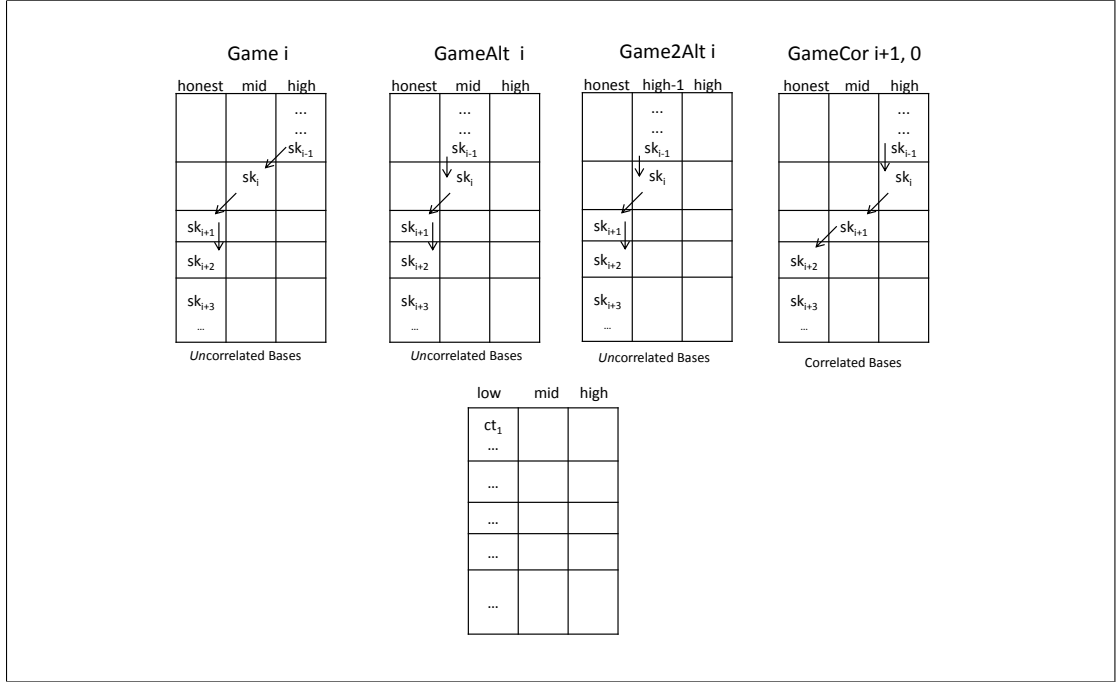 Game i
honest mid high
...
...
sk_{i-1}
sk_i
sk_{i+1}
sk_{i+2}
sk_{i+3}
...
Uncorrelated Bases
GameAlt i
honest mid high
...
...
sk_{i-1}
sk_i
sk_{i+1}
sk_{i+2}
sk_{i+3}
...
Uncorrelated Bases
Game2Alt i
honest high-1 high
...
...
sk_{i-1}
sk_i
sk_{i+1}
sk_{i+2}
sk_{i+3}
...
Uncorrelated Bases
GameCor i+1, 0
honest mid high
...
...
sk_{i-1}
sk_i
sk_{i+1}
sk_{i+2}
sk_{i+3}
...
Correlated Bases
low mid high
ct_1
...
...
...
...
...